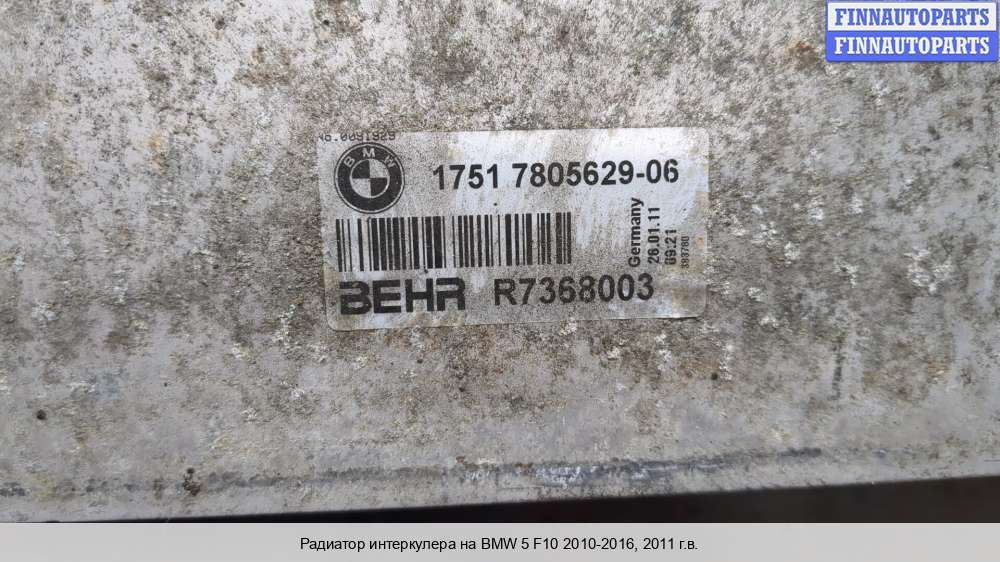 FINNAUTOPARTS
FINNAUTOPARTS
BMW
1751 7805629-06
Germany
26.01.11
09:21
BEHR R7368003
Радиатор интеркулера на BMW 5 F10 2010-2016, 2011 г.в.